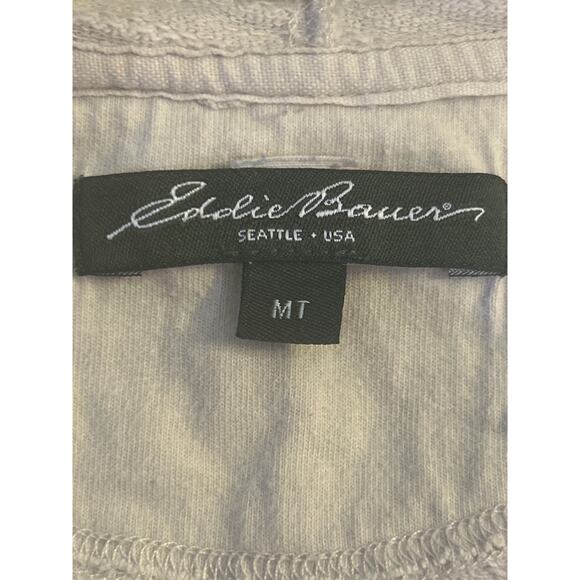 Eddie Bauer®
SEATTLE • USA
MT